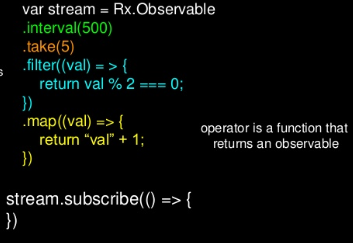 var stream = Rx.Observable
.interval(500)
.take(5)
s
.filter((val) = > {
return val % 2 === 0;
})
.map((val) => {
return “val” + 1;
})
operator is a function that
returns an observable
stream.subscribe(() => {
})